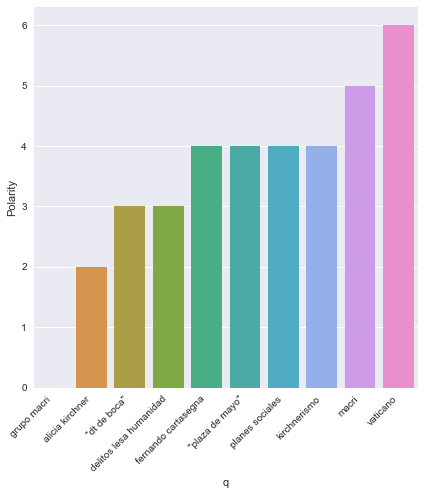 6
5
4
3
2
1
0
Polarity
grupo macri
alicia kirchner
"dt de boca"
delitos lesa humanidad
fernando cartasegna
"plaza de mayo"
planes sociales
kirchnerismo
macri
vaticano
q